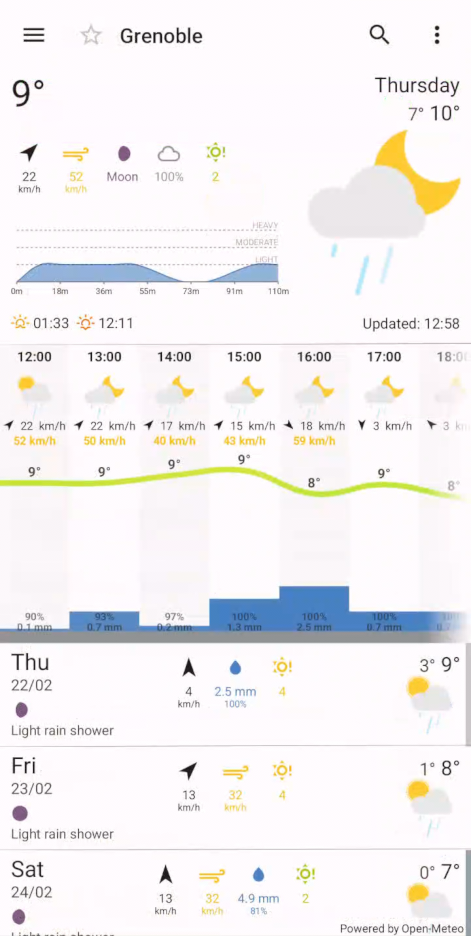 Grenoble
9°
Thursday
7° 10°
22 km/h
52 km/h
Moon
100%
2
HEAVY
MODERATE
LIGHT
0m 18m 36m 55m 73m 91m 110m
01:33 12:11
Updated: 12:58
12:00 13:00 14:00 15:00 16:00 17:00 18:00
22 km/h 22 km/h 17 km/h 15 km/h 18 km/h 3 km/h 3
52 km/h 50 km/h 40 km/h 43 km/h 59 km/h
9° 9° 9° 9° 8° 9° 8°
90% 93% 97% 100% 100% 100%
0.1 mm 0.7 mm 0.2 mm 1.3 mm 2.5 mm 0.7 mm
Thu
22/02
Light rain shower
4 km/h
2.5 mm
100%
4
3° 9°
Fri
23/02
Light rain shower
13 km/h
32 km/h
4
1° 8°
Sat
24/02
Light rain shower
13 km/h
32 km/h
4.9 mm
81%
2
0° 7°
Powered by Open-Meteo